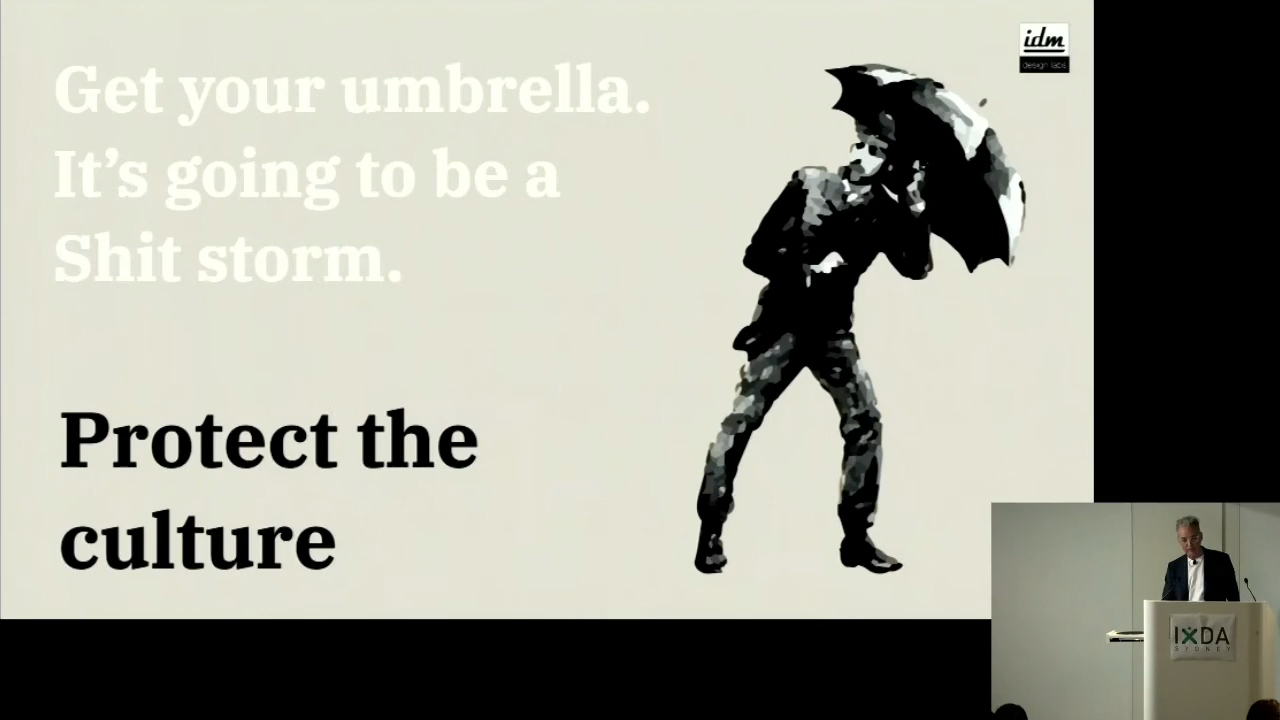 Get your umbrella.
It’s going to be a
Shit storm.
Protect the
culture
idm
design labs
IXDA
SYDNEY